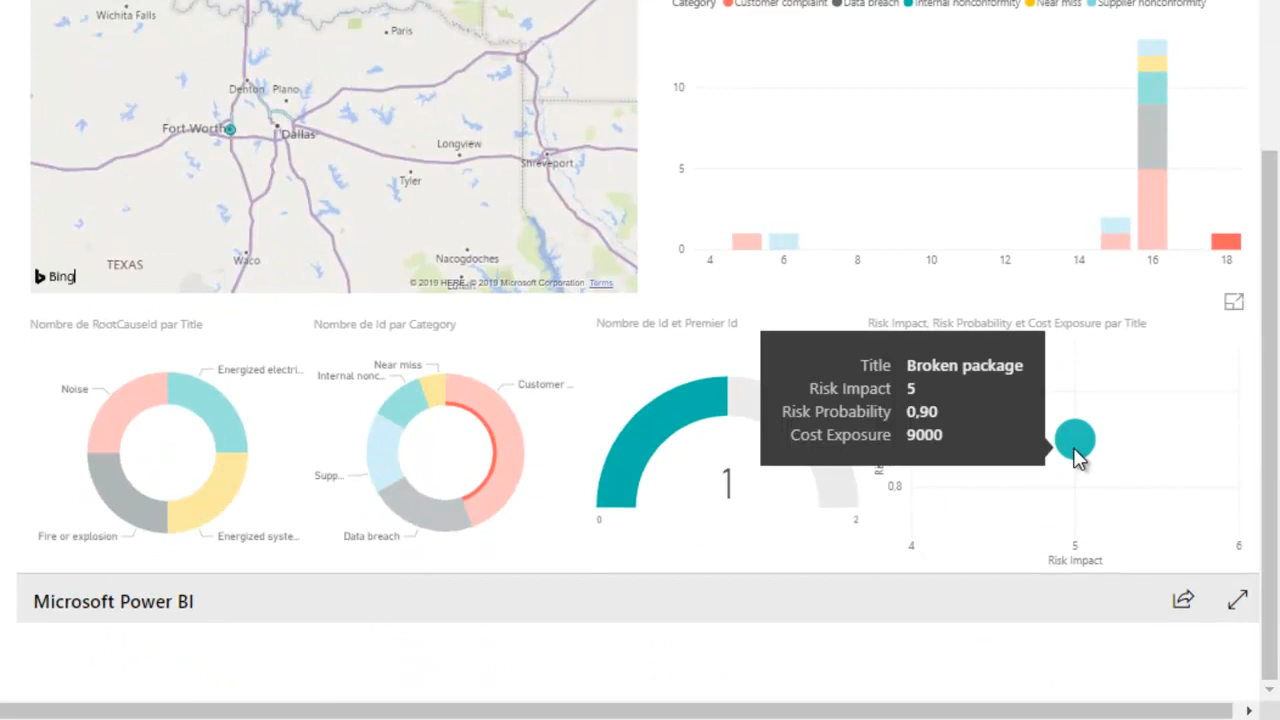 Category Customer complaint Data breach Internal nonconformity Near miss Supplier nonconformity
Wichita Falls
Paris
Denton
Plano
Fort Worth
Dallas
Longview
Shreveport
Tyler
TEXAS
Waco
Nacogdoches
Bing
© 2019 HERE, © 2019 Microsoft Corporation Terms
10
5
0
4 6 8 10 12 14 16 18
Nombre de RootCauseId par Title
Energized electri...
Noise
Fire or explosion
Energized syste...
Nombre de Id par Category
Near miss
Internal nonc...
Customer ...
Supp...
Data breach
Nombre de Id et Premier Id
1
0
2
Risk Impact, Risk Probability et Cost Exposure par Title
Title Broken package
Risk Impact 5
Risk Probability 0,90
Cost Exposure 9000
0,8
4 5 6
Risk Impact
Microsoft Power BI